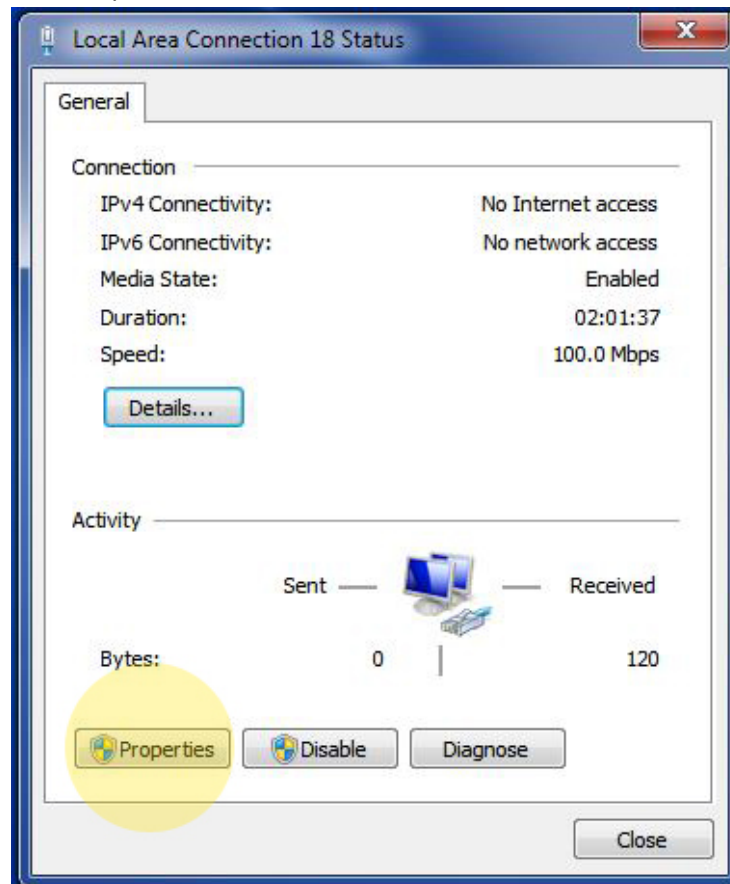 Local Area Connection 18 Status
General
Connection
IPv4 Connectivity: No Internet access
IPv6 Connectivity: No network access
Media State: Enabled
Duration: 02:01:37
Speed: 100.0 Mbps
Details...
Activity
Sent Received
Bytes: 0 120
Properties Disable Diagnose
Close